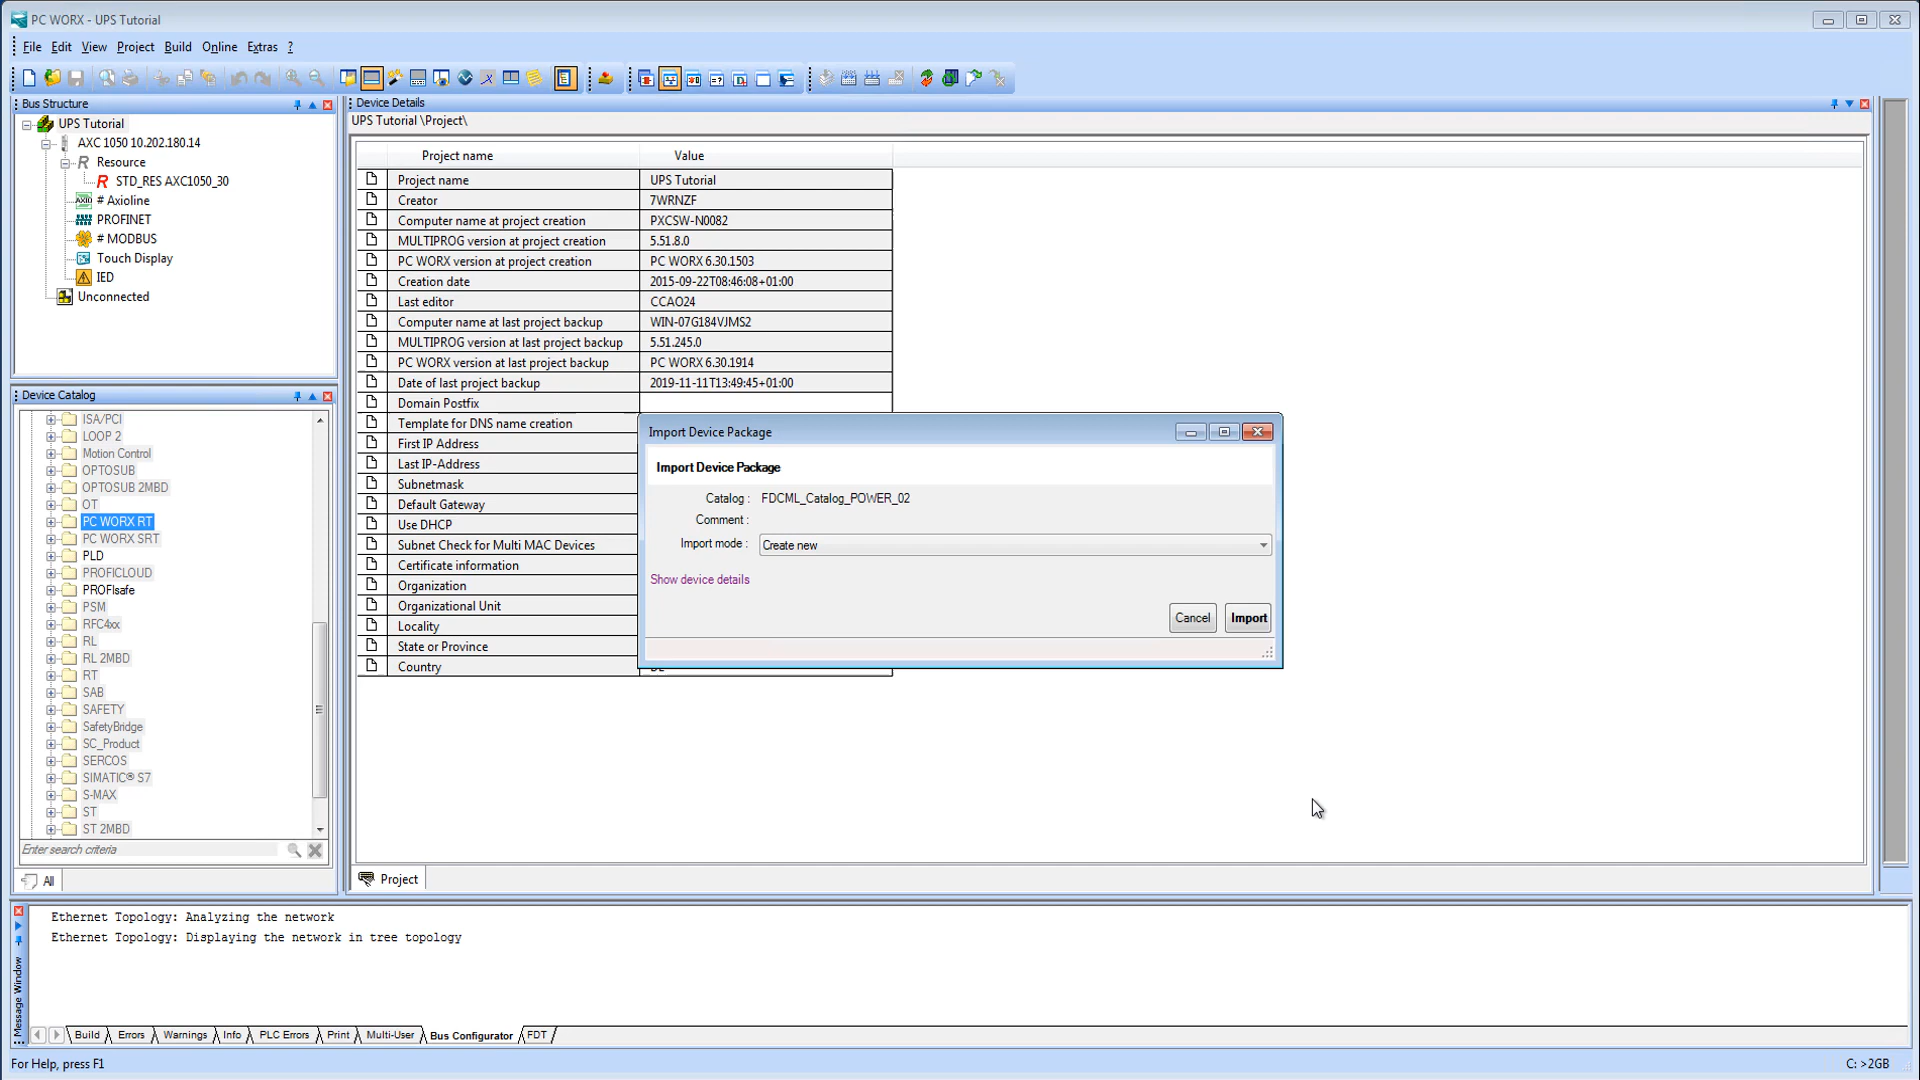 PC WORX - UPS Tutorial
File Edit View Project Build Online Extras ?
Bus Structure
UPS Tutorial
AXC 1050 10.202.180.14
Resource
STD_RES AXC1050_30
# Axioline
PROFINET
# MODBUS
Touch Display
IED
Unconnected
Device Catalog
ISA/PCI
LOOP 2
Motion Control
OPTOSUB
OPTOSUB 2MBD
OT
PC WORX RT
PC WORX SRT
PLD
PROFICLOUD
PROFIsafe
PSM
RFC4xx
RL
RL 2MBD
RT
SAB
SAFETY
SafetyBridge
SC_Product
SERCOS
SIMATIC® S7
S-MAX
ST
ST 2MBD
Enter search criteria
All
Device Details
UPS Tutorial \Project\
Project name Value
Project name UPS Tutorial
Creator 7WRNZF
Computer name at project creation PXCSW-N0082
MULTIPROG version at project creation 5.51.8.0
PC WORX version at project creation PC WORX 6.30.1503
Creation date 2015-09-22T08:46:08+01:00
Last editor CCAO24
Computer name at last project backup WIN-07G184VJMS2
MULTIPROG version at last project backup 5.51.245.0
PC WORX version at last project backup PC WORX 6.30.1914
Date of last project backup 2019-11-11T13:49:45+01:00
Domain Postfix
Template for DNS name creation
First IP Address
Last IP-Address
Subnetmask
Default Gateway
Use DHCP
Subnet Check for Multi MAC Devices
Certificate information
Organization
Organizational Unit
Locality
State or Province
Country
Import Device Package
Import Device Package
Catalog : FDCML_Catalog_POWER_02
Comment :
Import mode : Create new
Show device details
Cancel Import
Project
Ethernet Topology: Analyzing the network
Ethernet Topology: Displaying the network in tree topology
Message Window
Build Errors Warnings Info PLC Errors Print Multi-User Bus Configurator FDT
For Help, press F1
C: >2GB